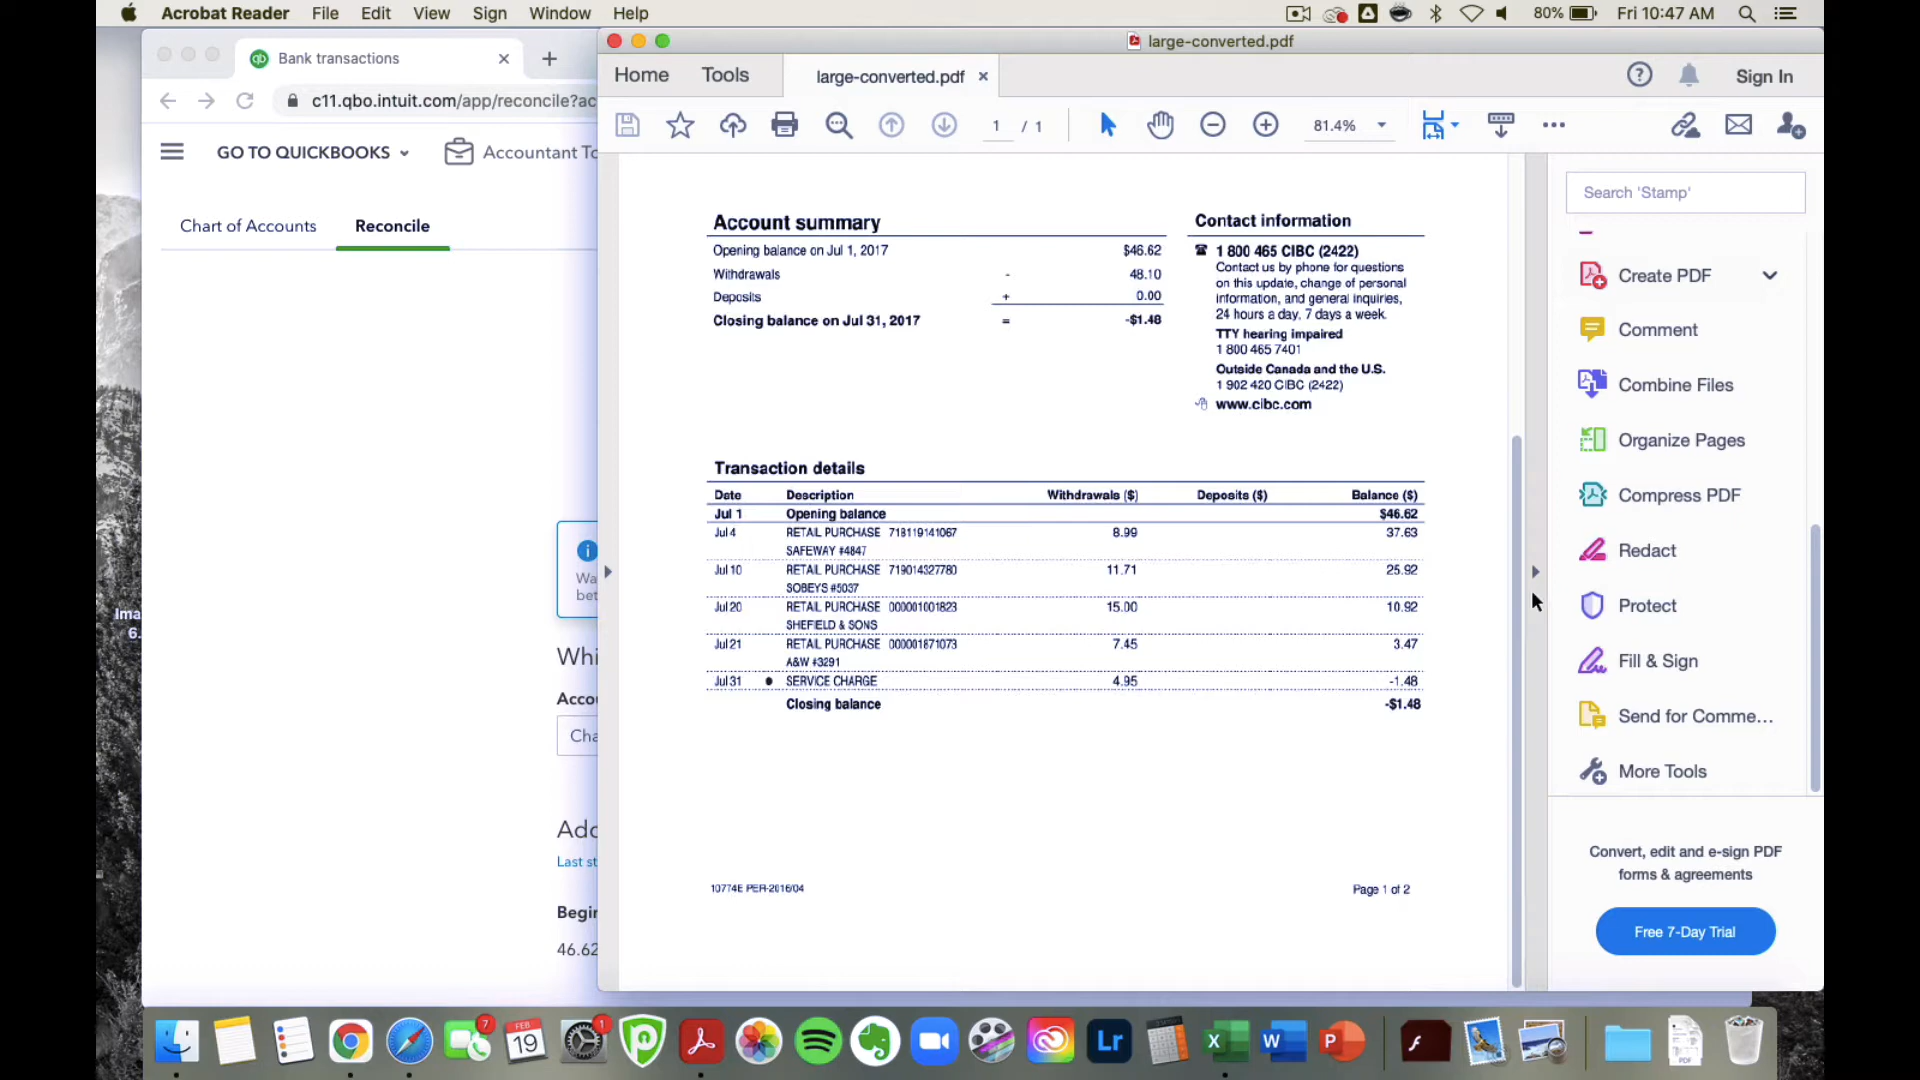 Acrobat Reader File Edit View Sign Window Help 80% Fri 10:47 AM
Bank transactions
large-converted.pdf
Home Tools large-converted.pdf Sign In
c11.qbo.intuit.com/app/reconcile?ac
1 / 1 81.4%
GO TO QUICKBOOKS Accountant To
Chart of Accounts Reconcile
Wa
bet
Whi
Accou
Cha
Add
Last st
Begin
46.62
Ima
6.
Account summary
Opening balance on Jul 1, 2017 $46.62
Withdrawals - 48.10
Deposits + 0.00
Closing balance on Jul 31, 2017 = -$1.48
Contact information
1 800 465 CIBC (2422)
Contact us by phone for questions
on this update, change of personal
information, and general inquiries,
24 hours a day, 7 days a week.
TTY hearing impaired
1 800 465 7401
Outside Canada and the U.S.
1 902 420 CIBC (2422)
www.cibc.com
Transaction details
Date Description Withdrawals ($) Deposits ($) Balance ($)
Jul 1 Opening balance $46.62
Jul 4 RETAIL PURCHASE 718119141067 8.99 37.63
SAFEWAY #4847
Jul 10 RETAIL PURCHASE 719014327780 11.71 25.92
SOBEYS #5037
Jul 20 RETAIL PURCHASE 000001001823 15.00 10.92
SHEFIELD & SONS
Jul 21 RETAIL PURCHASE 000001871073 7.45 3.47
A&W #3291
Jul 31 SERVICE CHARGE 4.95 -1.48
Closing balance -$1.48
10774E PER-2016/04 Page 1 of 2
Search 'Stamp'
Create PDF
Comment
Combine Files
Organize Pages
Compress PDF
Redact
Protect
Fill & Sign
Send for Comme...
More Tools
Convert, edit and e-sign PDF
forms & agreements
Free 7-Day Trial
7
FEB
19
1
Lr
X
W
P
PDF